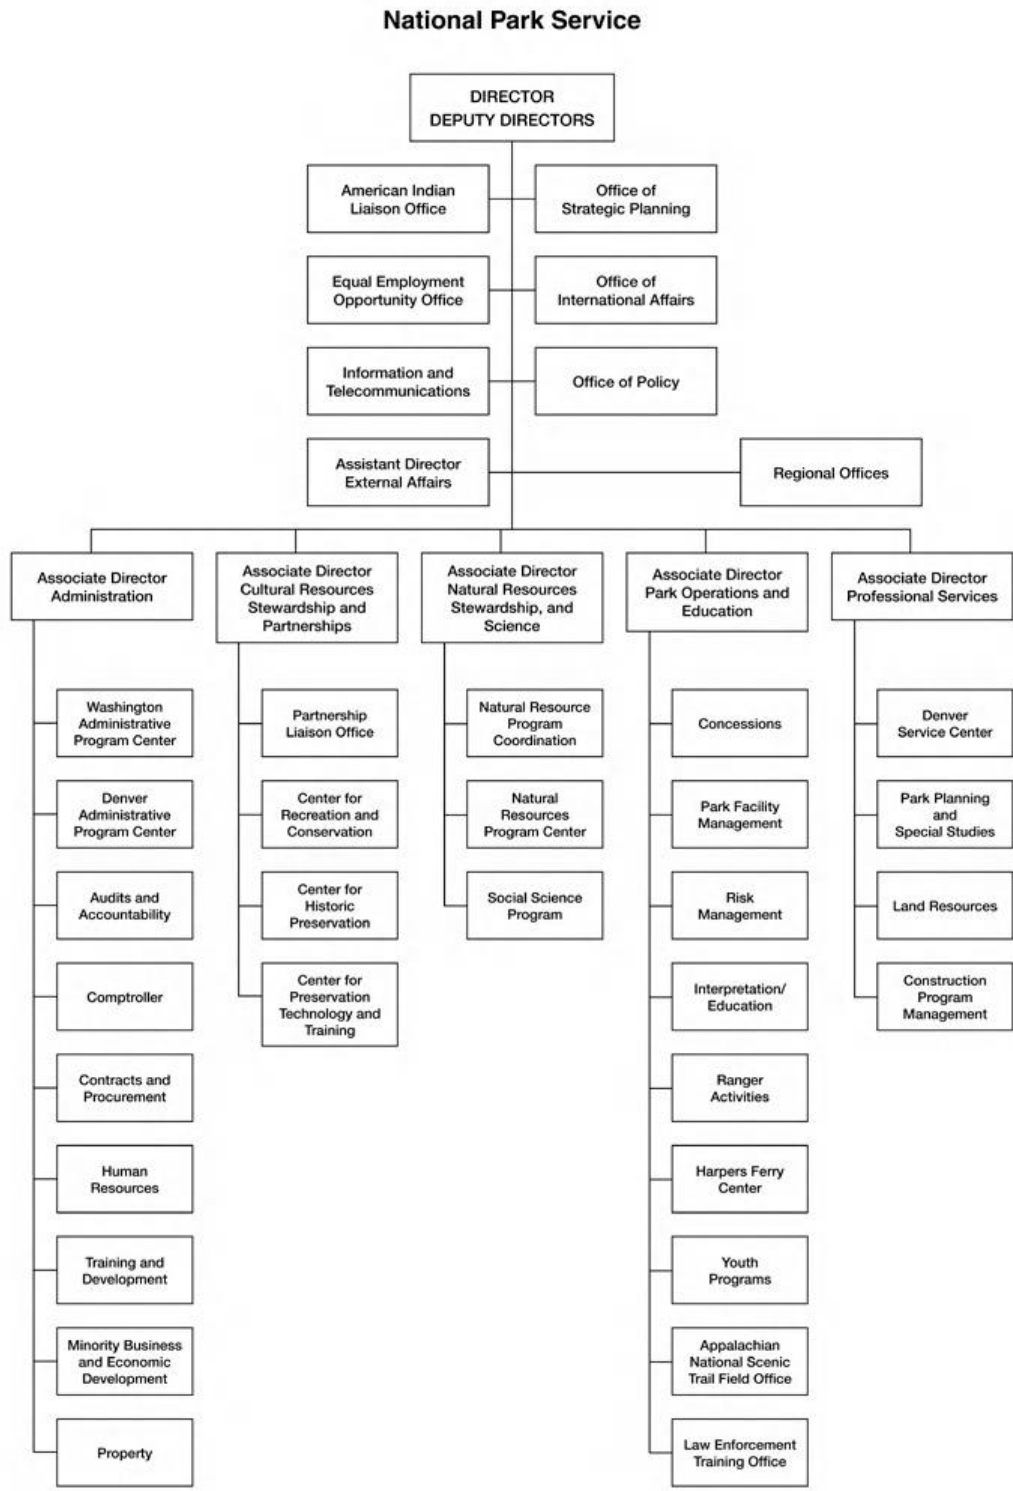 National Park Service
DIRECTOR
DEPUTY DIRECTORS
American Indian
Liaison Office
Office of
Strategic Planning
Equal Employment
Opportunity Office
Office of
International Affairs
Information and
Telecommunications
Office of Policy
Assistant Director
External Affairs
Regional Offices
Associate Director
Administration
Associate Director
Cultural Resources
Stewardship and
Partnerships
Associate Director
Natural Resources
Stewardship, and
Science
Associate Director
Park Operations and
Education
Associate Director
Professional Services
Washington
Administrative
Program Center
Denver
Administrative
Program Center
Audits and
Accountability
Comptroller
Contracts and
Procurement
Human
Resources
Training and
Development
Minority Business
and Economic
Development
Property
Partnership
Liaison Office
Center for
Recreation and
Conservation
Center for
Historic
Preservation
Center for
Preservation
Technology and
Training
Natural Resource
Program
Coordination
Natural
Resources
Program Center
Social Science
Program
Concessions
Park Facility
Management
Risk
Management
Interpretation/
Education
Ranger
Activities
Harpers Ferry
Center
Youth
Programs
Appalachian
National Scenic
Trail Field Office
Law Enforcement
Training Office
Denver
Service Center
Park Planning
and
Special Studies
Land Resources
Construction
Program
Management